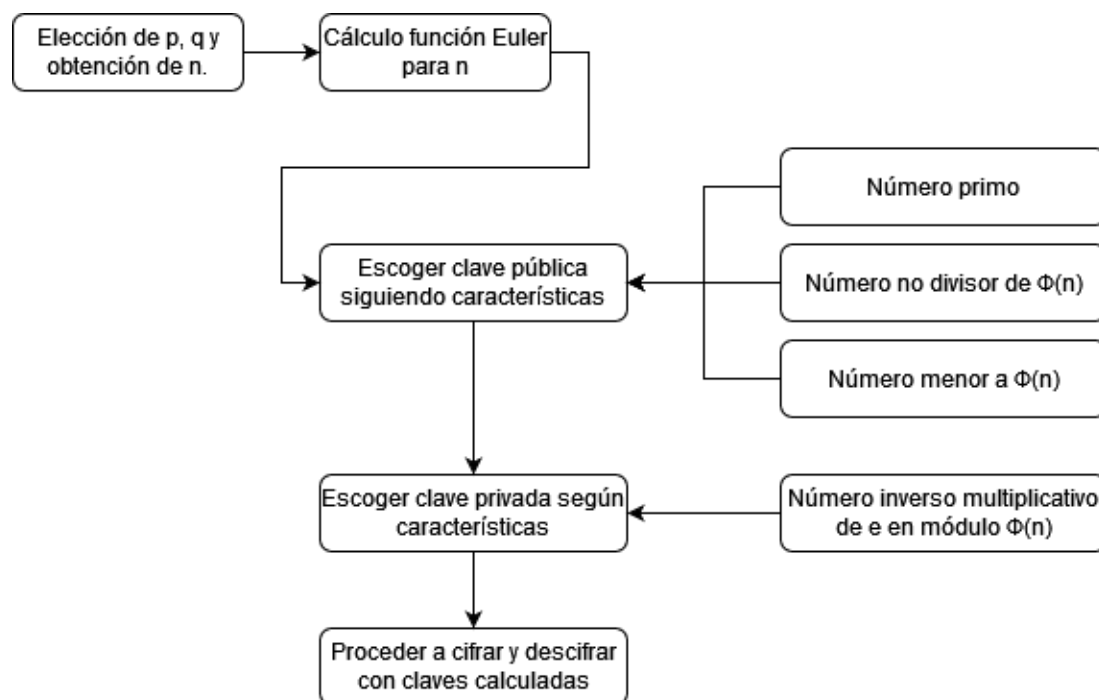 Elección de p, q y
obtención de n.
Cálculo función Euler
para n
Número primo
Escoger clave pública
siguiendo características
Número no divisor de Φ(n)
Número menor a Φ(n)
Escoger clave privada según
características
Número inverso multiplicativo
de e en módulo Φ(n)
Proceder a cifrar y descifrar
con claves calculadas